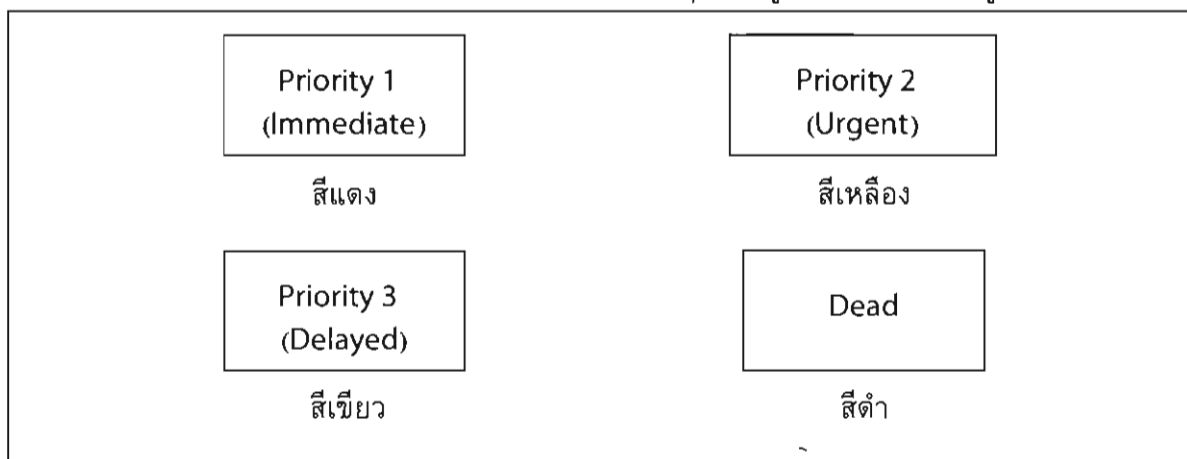 Priority 1
(Immediate)
สีแดง
Priority 2
(Urgent)
สีเหลือง
Priority 3
(Delayed)
สีเขียว
Dead
สีดำ